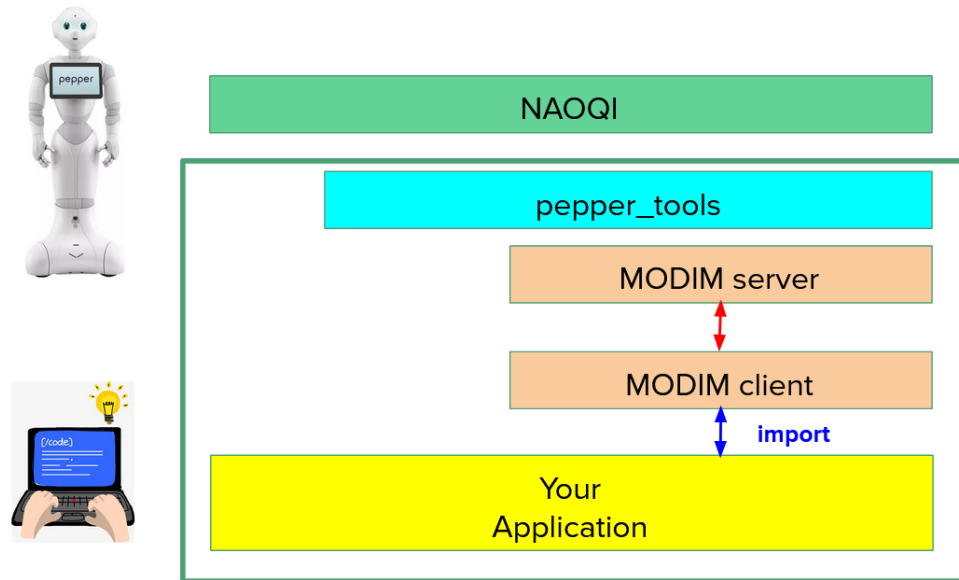 pepper
NAOQI
pepper_tools
MODIM server
MODIM client
import
{/code}
Your
Application